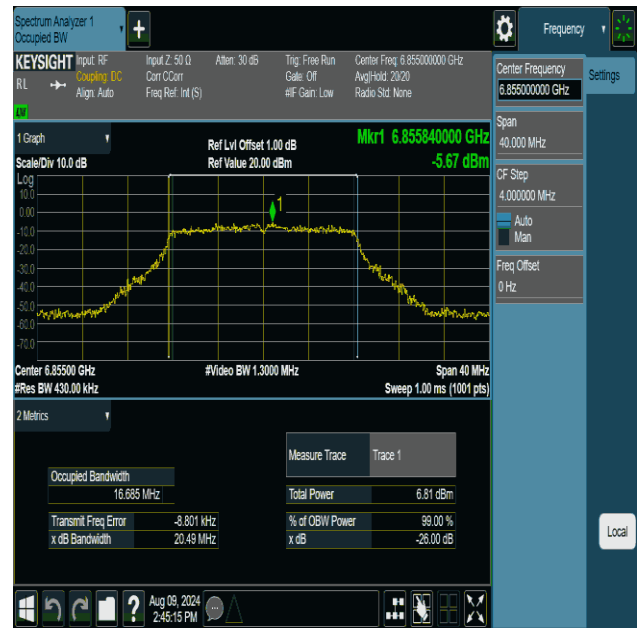 Spectrum Analyzer 1
Occupied BW
+
Frequency
KEYSIGHT Input: RF
RL
Coupling: DC
Align: Auto
Input Z: 50 Ω
Corr CCorr
Freq Ref: Int (S)
Atten: 30 dB
Trig: Free Run
Gate: Off
#IF Gain: Low
Center Freq: 6.855000000 GHz
Avg|Hold: 20/20
Radio Std: None
Center Frequency
6.855000000 GHz
Settings
Span
40.000 MHz
CF Step
4.000000 MHz
Auto
Man
Freq Offset
0 Hz
1 Graph
Scale/Div 10.0 dB
Ref Lvl Offset 1.00 dB
Ref Value 20.00 dBm
Mkr1 6.855840000 GHz
-5.67 dBm
Log
10.0
0.00
-10.0
-20.0
-30.0
-40.0
-50.0
-60.0
-70.0
1
Center 6.85500 GHz
#Res BW 430.00 kHz
#Video BW 1.3000 MHz
Span 40 MHz
Sweep 1.00 ms (1001 pts)
2 Metrics
Measure Trace Trace 1
Occupied Bandwidth
16.685 MHz
Total Power 6.81 dBm
Transmit Freq Error -8.801 kHz
% of OBW Power 99.00 %
x dB Bandwidth 20.49 MHz
x dB -26.00 dB
Local
?
Aug 09, 2024
2:45:15 PM